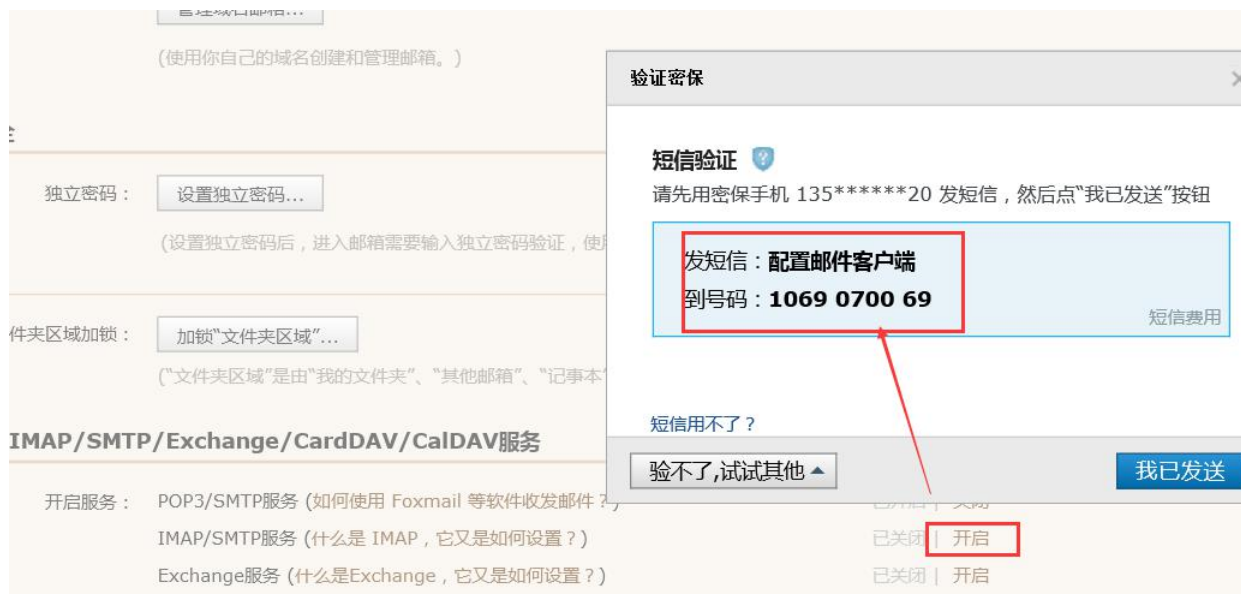 管理域名邮箱...
(使用你自己的域名创建和管理邮箱。)
全
独立密码：
设置独立密码...
(设置独立密码后，进入邮箱需要输入独立密码验证，使
件夹区域加锁：
加锁“文件夹区域”...
(“文件夹区域”是由“我的文件夹”、“其他邮箱”、“记事本”
IMAP/SMTP/Exchange/CardDAV/CalDAV服务
开启服务：
POP3/SMTP服务 (如何使用 Foxmail 等软件收发邮件？)
已开启 | 关闭
IMAP/SMTP服务 (什么是 IMAP，它又是如何设置？)
已关闭 | 开启
Exchange服务 (什么是Exchange，它又是如何设置？)
已关闭 | 开启
验证密保
短信验证
请先用密保手机 135******20 发短信，然后点“我已发送”按钮
发短信：配置邮件客户端
到号码：1069 0700 69
短信费用
短信用不了？
验不了,试试其他
我已发送